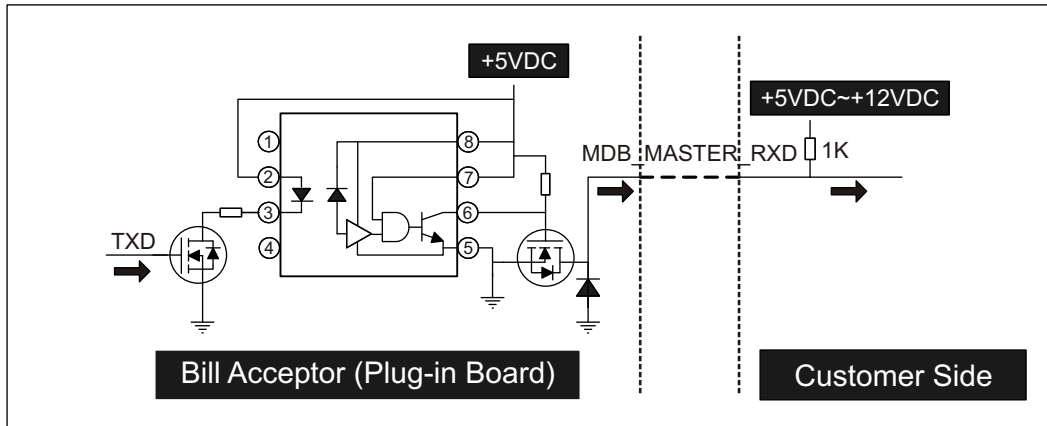 +5VDC
+5VDC~+12VDC
① ⑧
MDB_MASTER_RXD 1K
② ⑦
③ ⑥
TXD ④ ⑤
Bill Acceptor (Plug-in Board) Customer Side